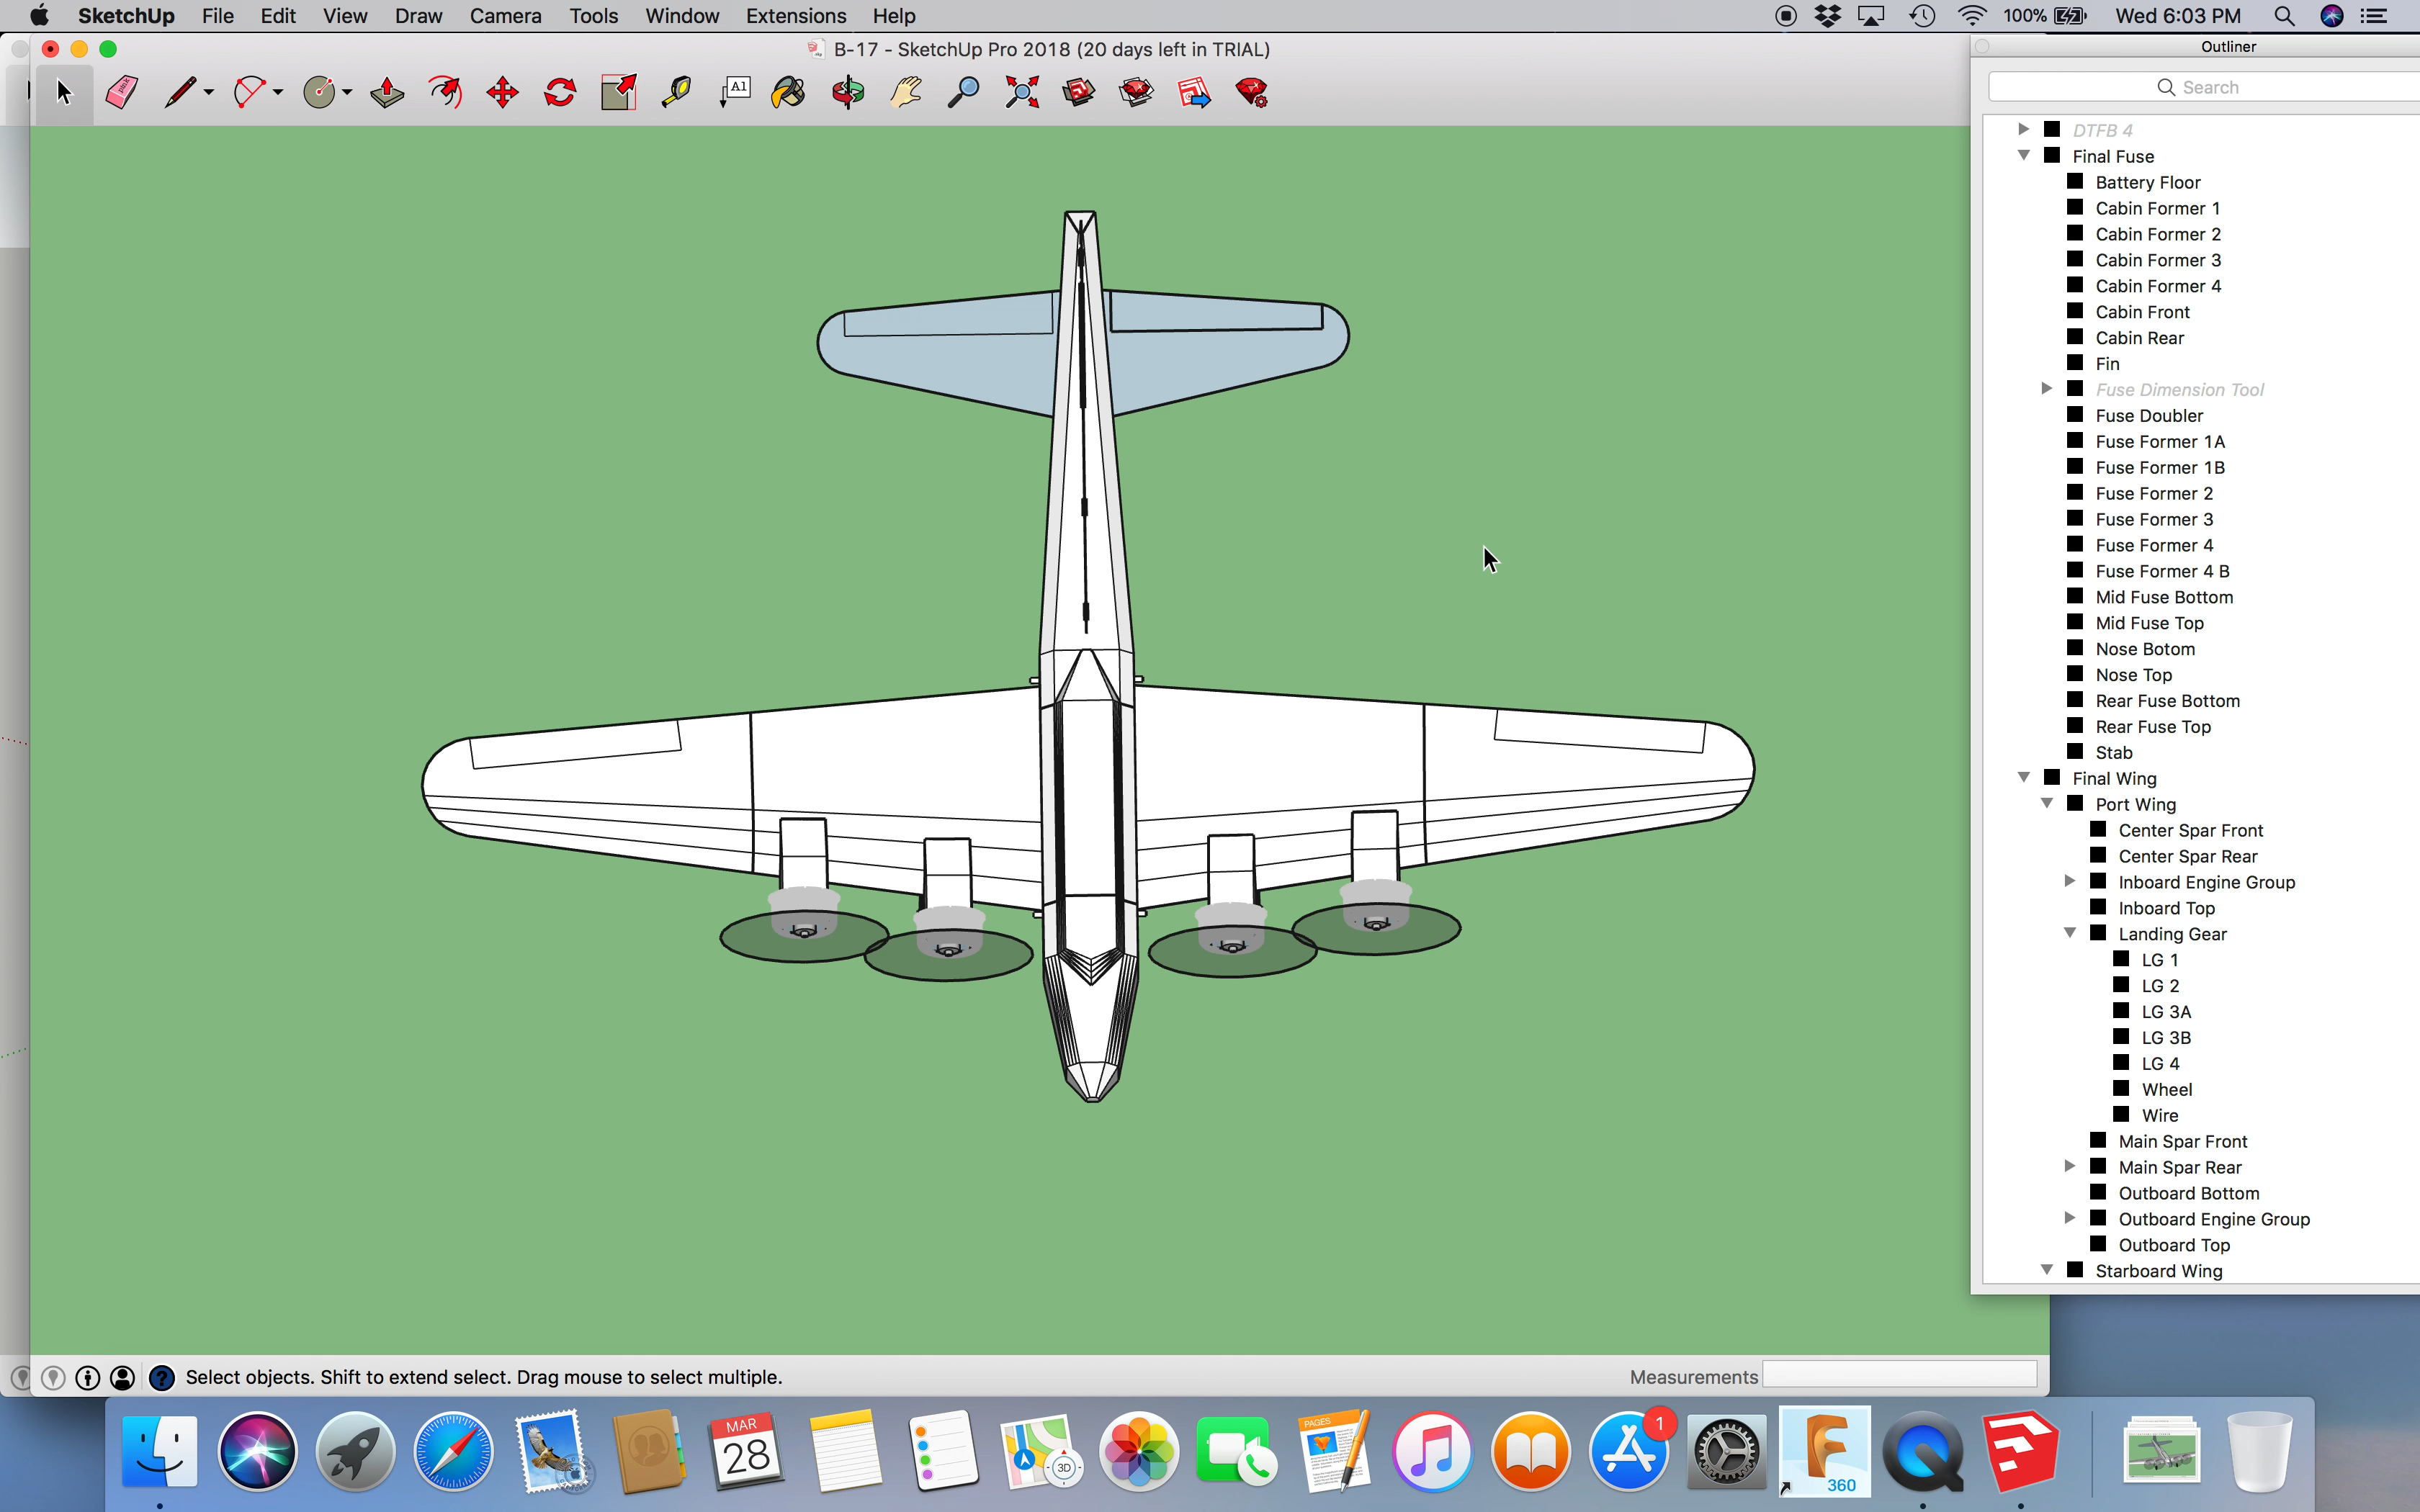 SketchUp File Edit View Draw Camera Tools Window Extensions Help 100% Wed 6:03 PM
B-17 - SketchUp Pro 2018 (20 days left in TRIAL)
A1
Outliner
Search
DTFB 4
Final Fuse
Battery Floor
Cabin Former 1
Cabin Former 2
Cabin Former 3
Cabin Former 4
Cabin Front
Cabin Rear
Fin
Fuse Dimension Tool
Fuse Doubler
Fuse Former 1A
Fuse Former 1B
Fuse Former 2
Fuse Former 3
Fuse Former 4
Fuse Former 4 B
Mid Fuse Bottom
Mid Fuse Top
Nose Botom
Nose Top
Rear Fuse Bottom
Rear Fuse Top
Stab
Final Wing
Port Wing
Center Spar Front
Center Spar Rear
Inboard Engine Group
Inboard Top
Landing Gear
LG 1
LG 2
LG 3A
LG 3B
LG 4
Wheel
Wire
Main Spar Front
Main Spar Rear
Outboard Bottom
Outboard Engine Group
Outboard Top
Starboard Wing
Select objects. Shift to extend select. Drag mouse to select multiple.
Measurements
MAR
28
3D
PAGES
1
360